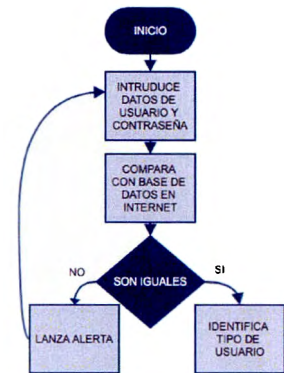 INICIO
INTRUDUCE
DATOS DE
USUARIO Y
CONTRASEÑA
COMPARA
CON BASE DE
DATOS EN
INTERNET
SON IGUALES
NO
SI
LANZA ALERTA
IDENTIFICA
TIPO DE
USUARIO